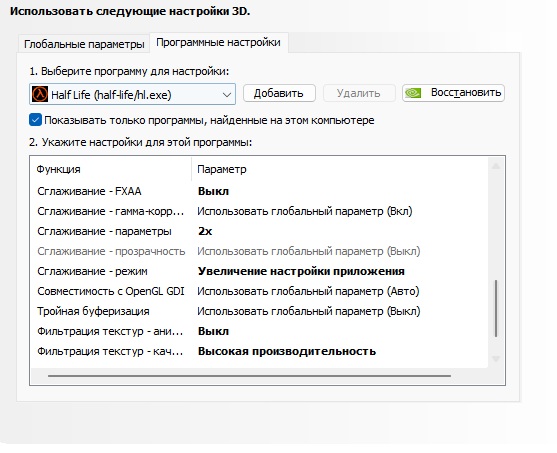 Использовать следующие настройки 3D.
Глобальные параметры Программные настройки
1. Выберите программу для настройки:
Half Life (half-life/hl.exe) Добавить Удалить Восстановить
Показывать только программы, найденные на этом компьютере
2. Укажите настройки для этой программы:
Функция Параметр
Сглаживание - FXAA Выкл
Сглаживание - гамма-корр... Использовать глобальный параметр (Вкл)
Сглаживание - параметры 2x
Сглаживание - прозрачность Использовать глобальный параметр (Выкл)
Сглаживание - режим Увеличение настройки приложения
Совместимость с OpenGL GDI Использовать глобальный параметр (Авто)
Тройная буферизация Использовать глобальный параметр (Выкл)
Фильтрация текстур - ани... Выкл
Фильтрация текстур - кач... Высокая производительность